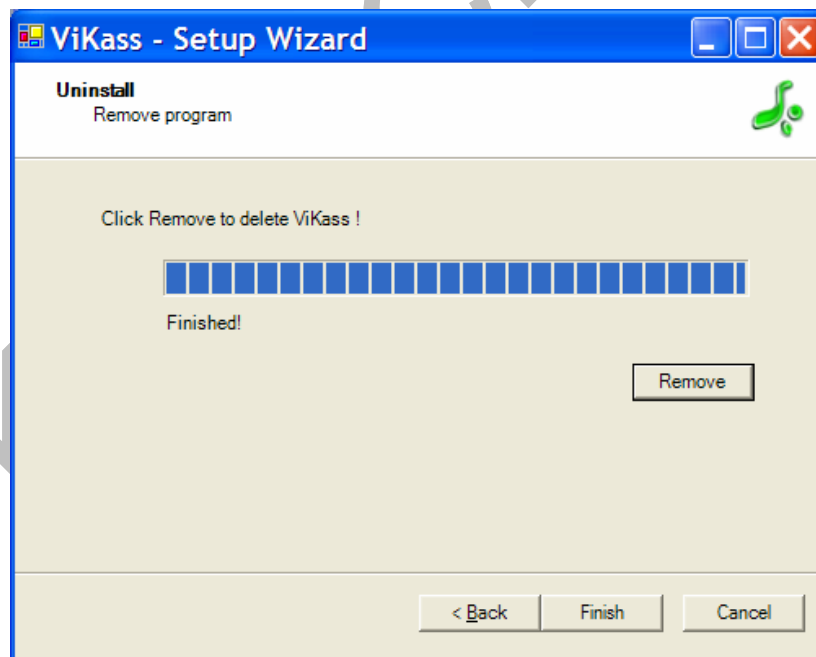 ViKass - Setup Wizard
Uninstall
Remove program
Click Remove to delete ViKass !
Finished!
Remove
< Back
Finish
Cancel